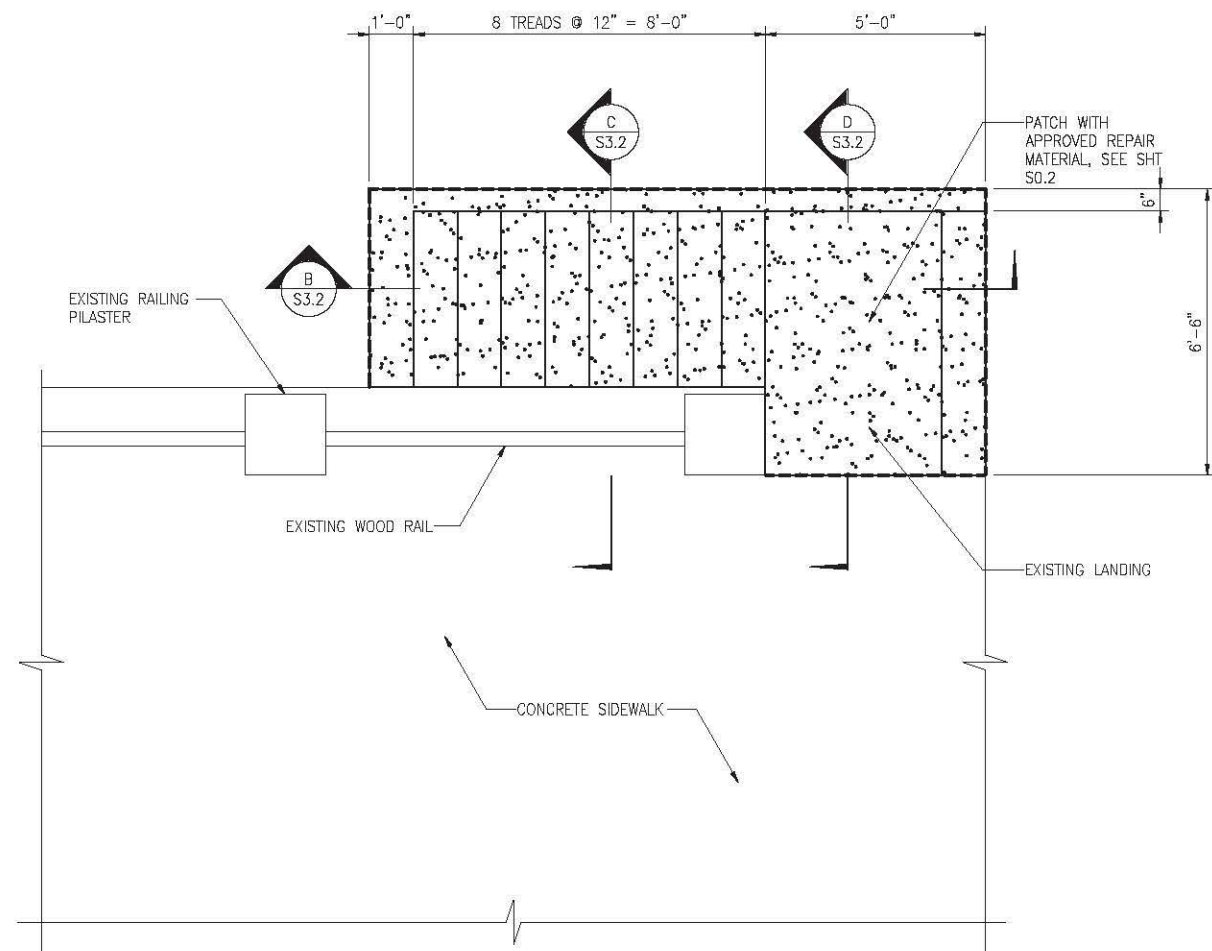 1'-0"
8 TREADS @ 12" = 8'-0"
5'-0"
C
S3.2
D
S3.2
PATCH WITH
APPROVED REPAIR
MATERIAL, SEE SHT
S0.2
6"
B
S3.2
EXISTING RAILING
PILASTER
6'-6"
EXISTING WOOD RAIL
EXISTING LANDING
CONCRETE SIDEWALK